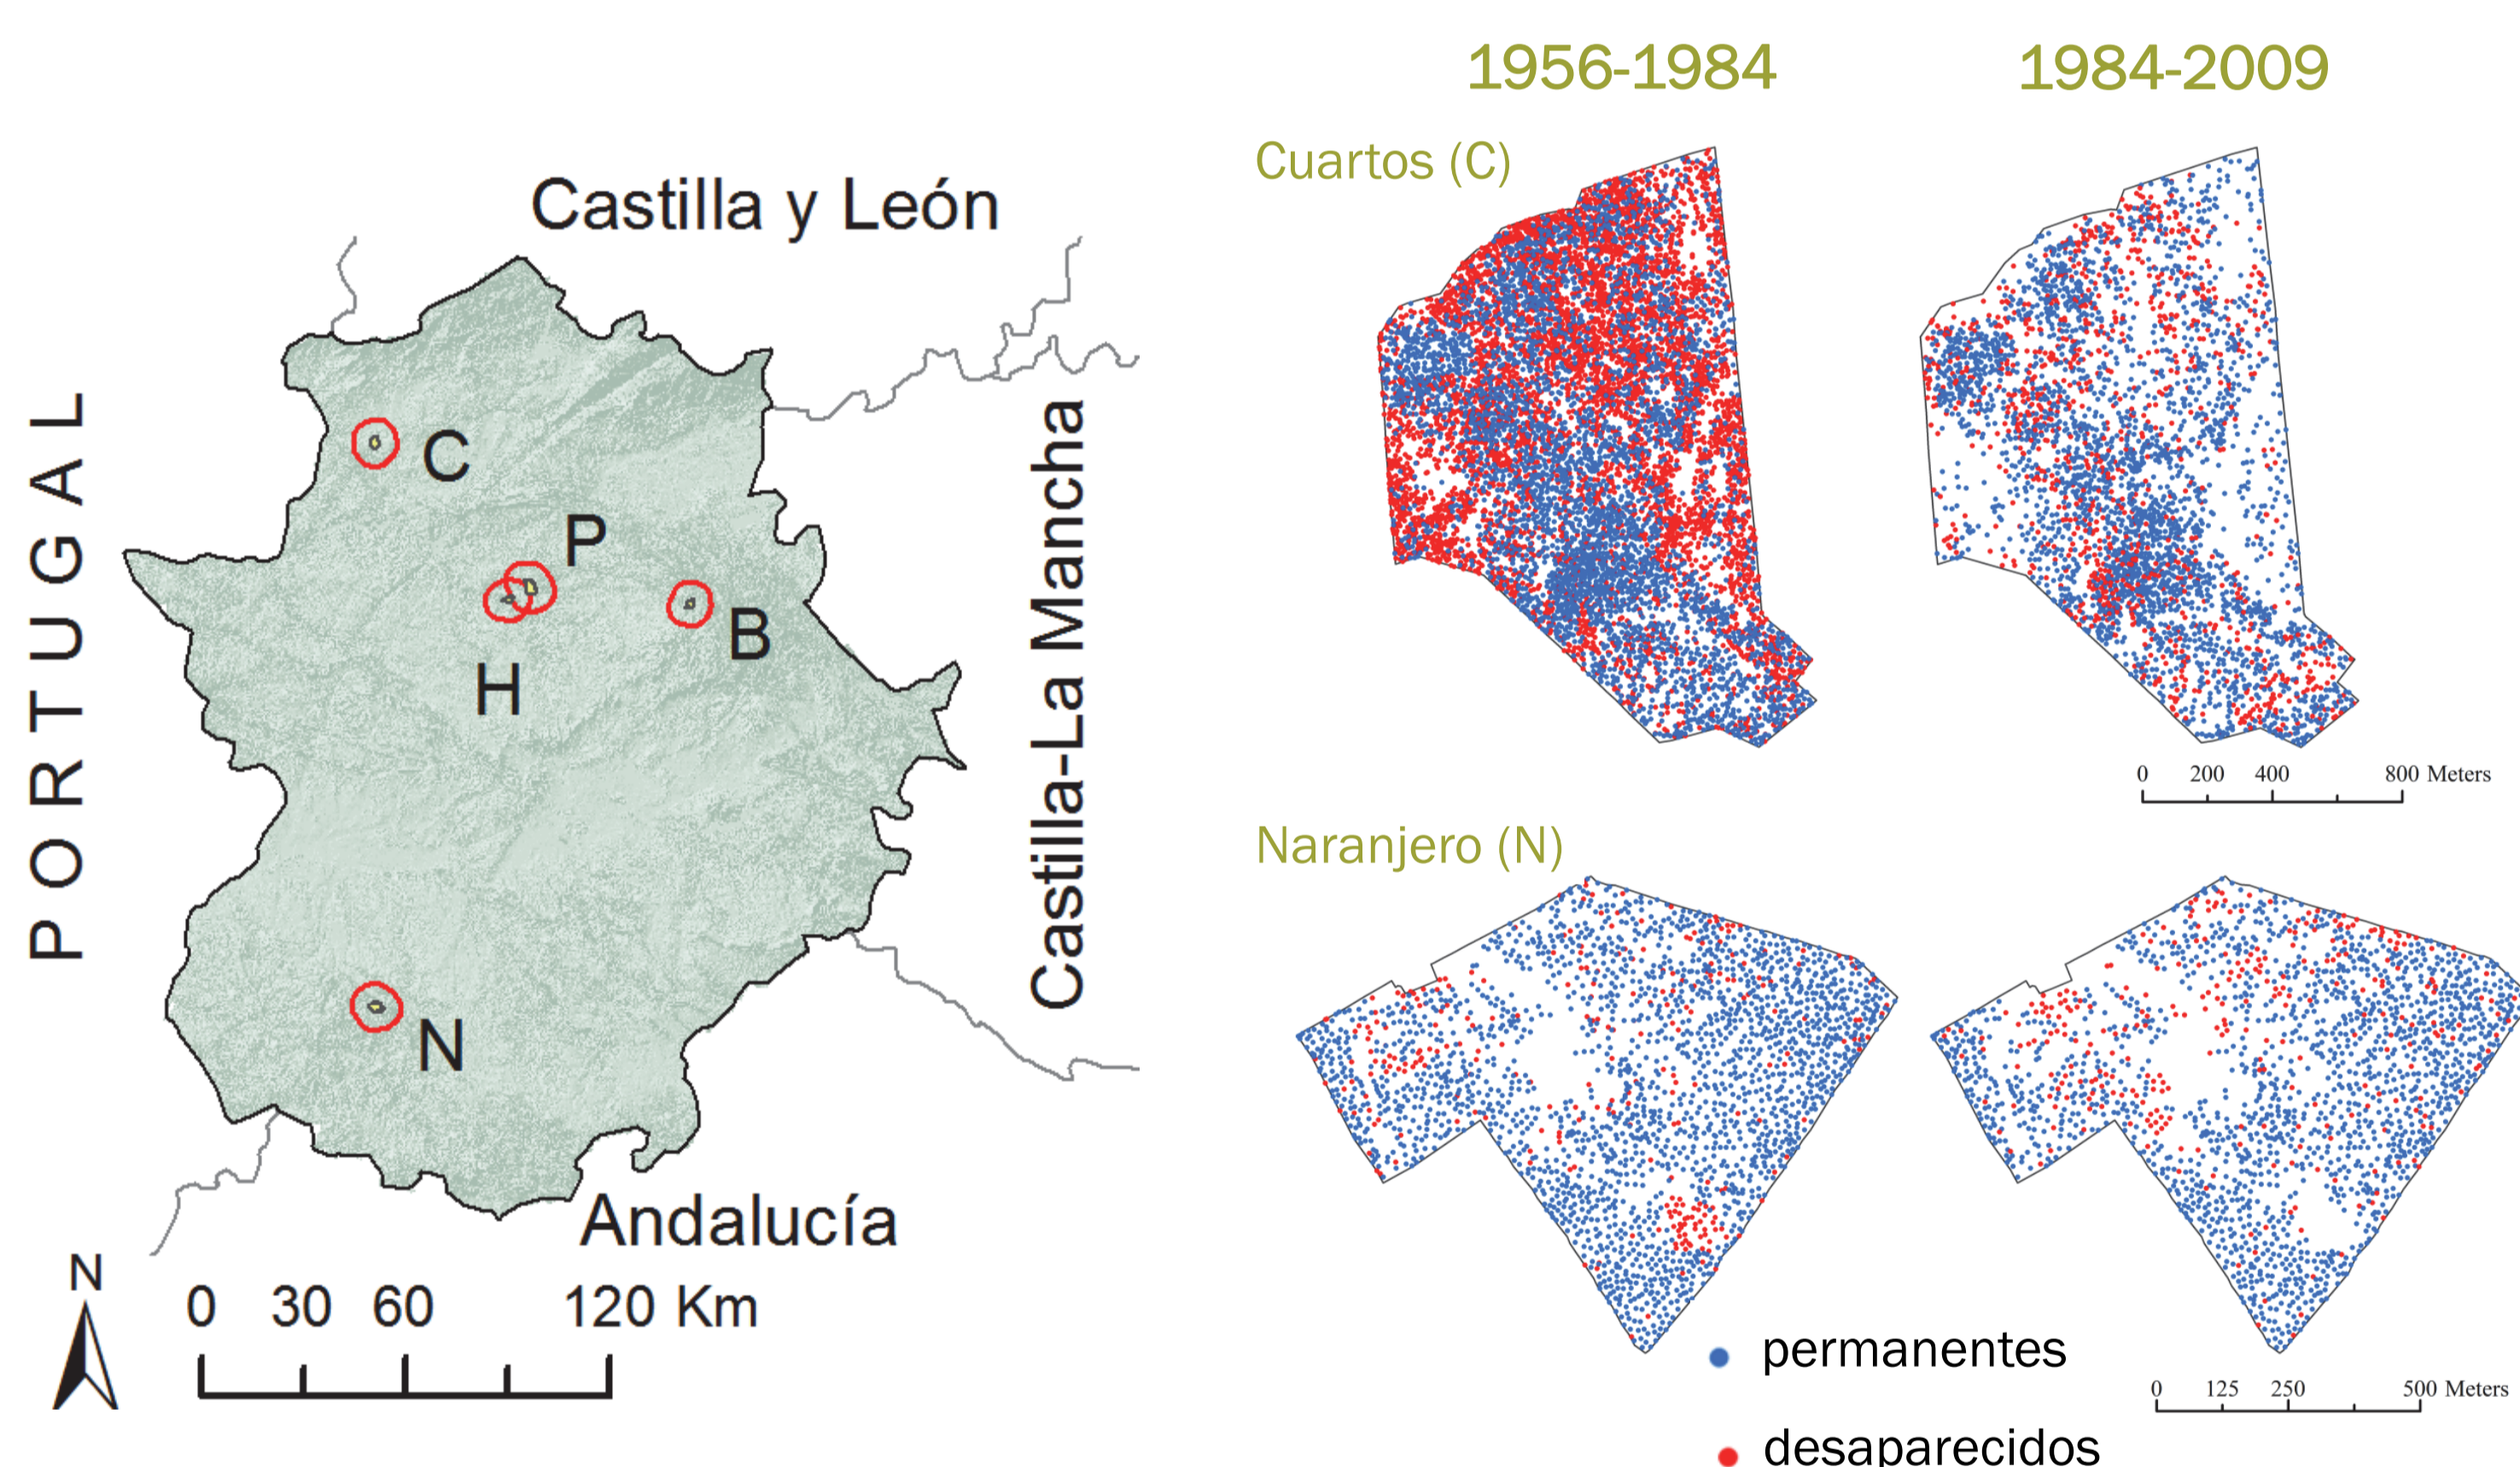 1956-1984
1984-2009
Cuartos (C)
Castilla y León
PORTUGAL
Castilla-La Mancha
C
P
B
H
N
Andalucía
N
0 30 60 120 Km
0 200 400 800 Meters
Naranjero (N)
permanentes
desaparecidos
0 125 250 500 Meters